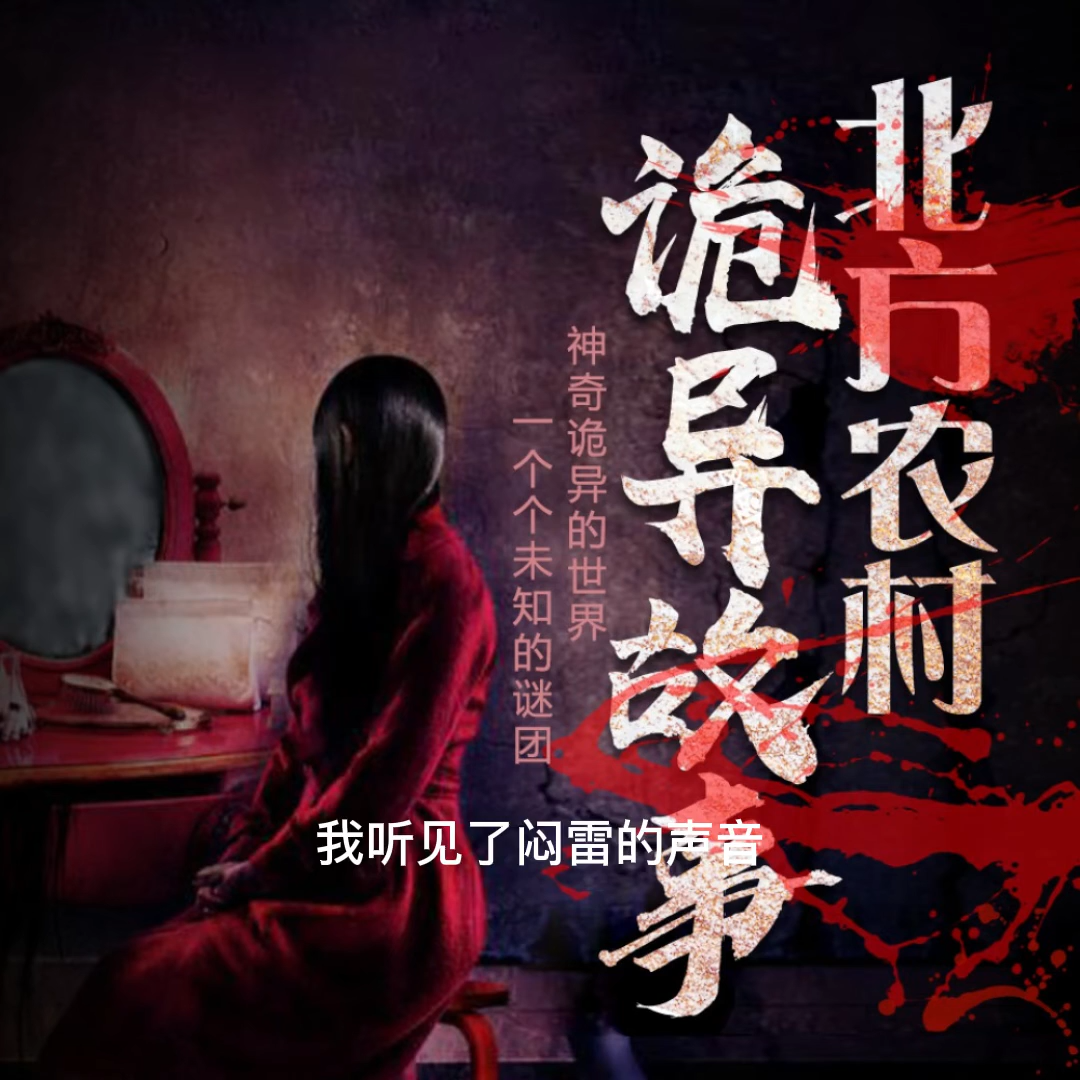 北方农村
诡异故事
神奇诡异的世界
一个个未知的谜团
我听见了闷雷的声音